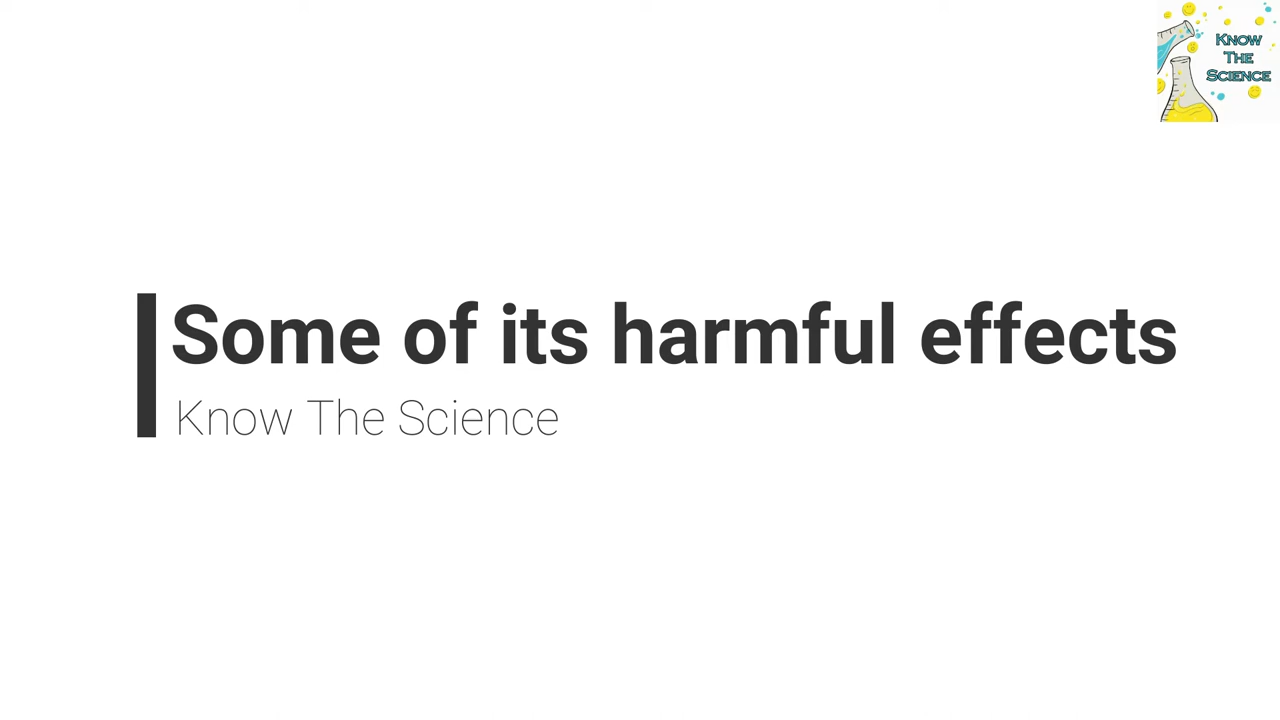 Know
The
Science
Some of its harmful effects
Know The Science